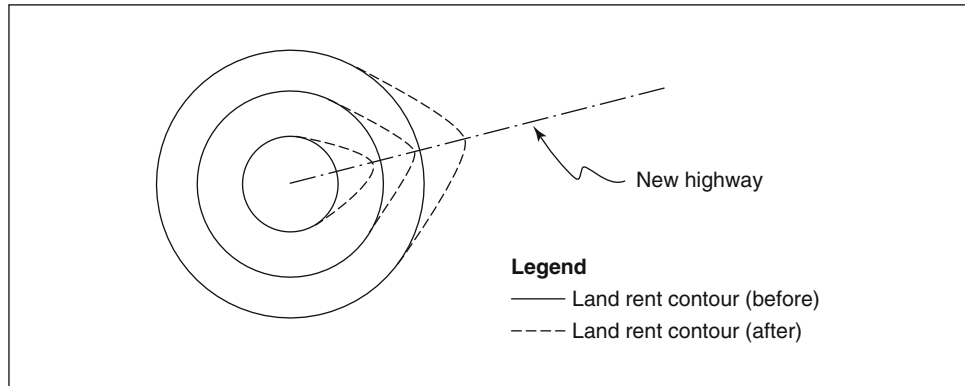 New highway
Legend
Land rent contour (before)
Land rent contour (after)